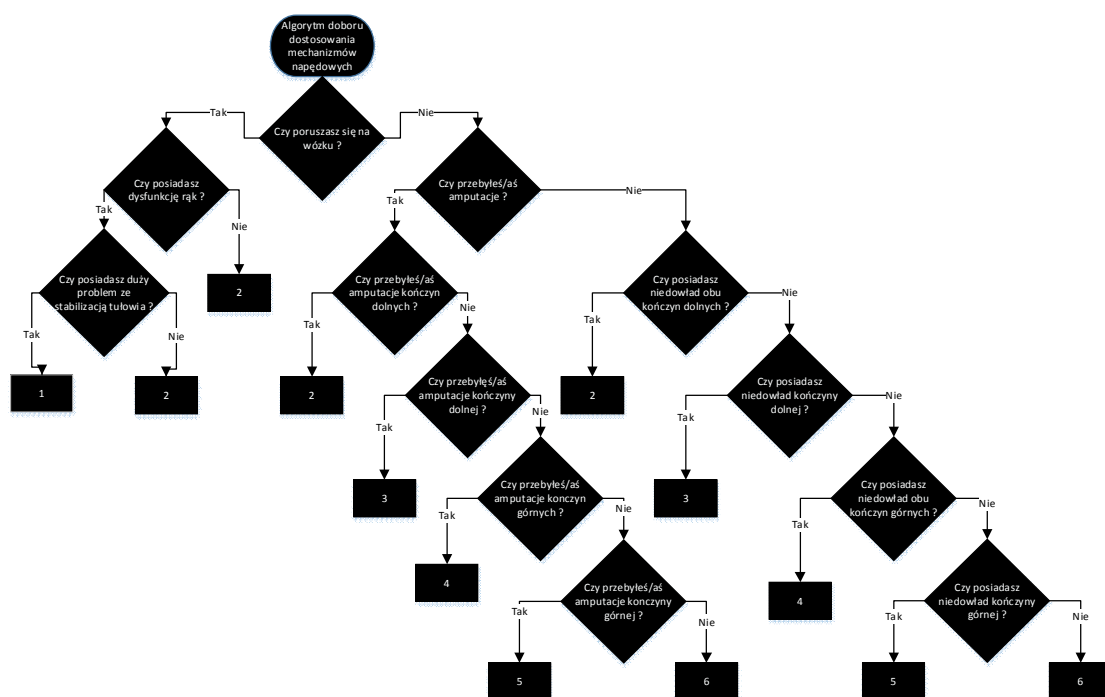 Algorytm doboru
dostosowania
mechanizmów
napędowych
Czy poruszasz się na
wózku ?
Tak
Nie
Czy posiadasz
dysfunkcję rąk ?
Tak
Nie
2
Czy posiadasz duży
problem ze
stabilizacją tułowia ?
Tak
Nie
1
2
Czy przebyłeś/aś
amputacje ?
Tak
Nie
Czy przebyłeś/aś
amputacje kończyn
dolnych ?
Tak
Nie
2
Czy przebyłęś/aś
amputacje kończyny
dolnej ?
Tak
Nie
3
Czy przebyłeś/aś
amputacje konczyn
górnych ?
Tak
Nie
4
Czy przebyłeś/aś
amputacje konczyny
górnej ?
Tak
Nie
5
6
Czy posiadasz
niedowład obu
kończyn dolnych ?
Tak
Nie
2
Czy posiadasz
niedowład kończyny
dolnej ?
Tak
Nie
3
Czy posiadasz
niedowład obu
kończyn górnych ?
Tak
Nie
4
Czy posiadasz
niedowład kończyny
górnej ?
Tak
Nie
5
6